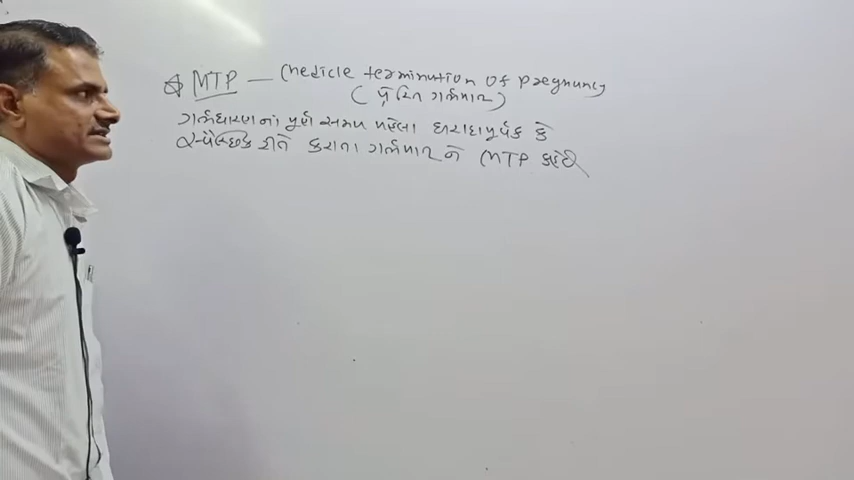 ☆ MTP — Medicle termination of pregnancy
(પ્રેરિત ગર્ભપાત)
ગર્ભધારણનાં પૂર્ણ સમય પહેલા ઇરાદાપૂર્વક કે
સ્વૈચ્છિક રીતે કરાતા ગર્ભપાત ને MTP કહેછે